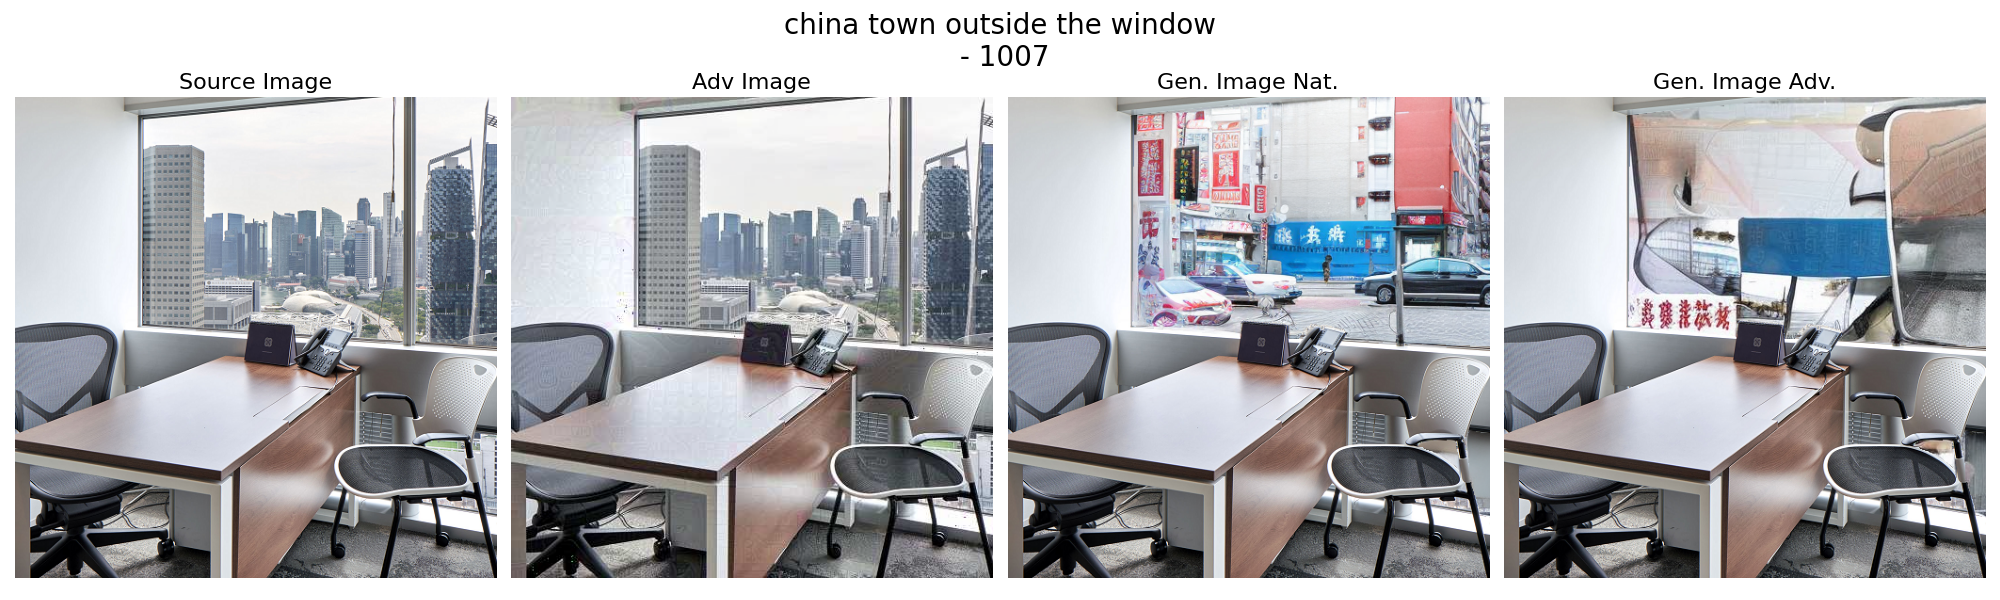 china town outside the window
- 1007
Source Image
Adv Image
Gen. Image Nat.
Gen. Image Adv.